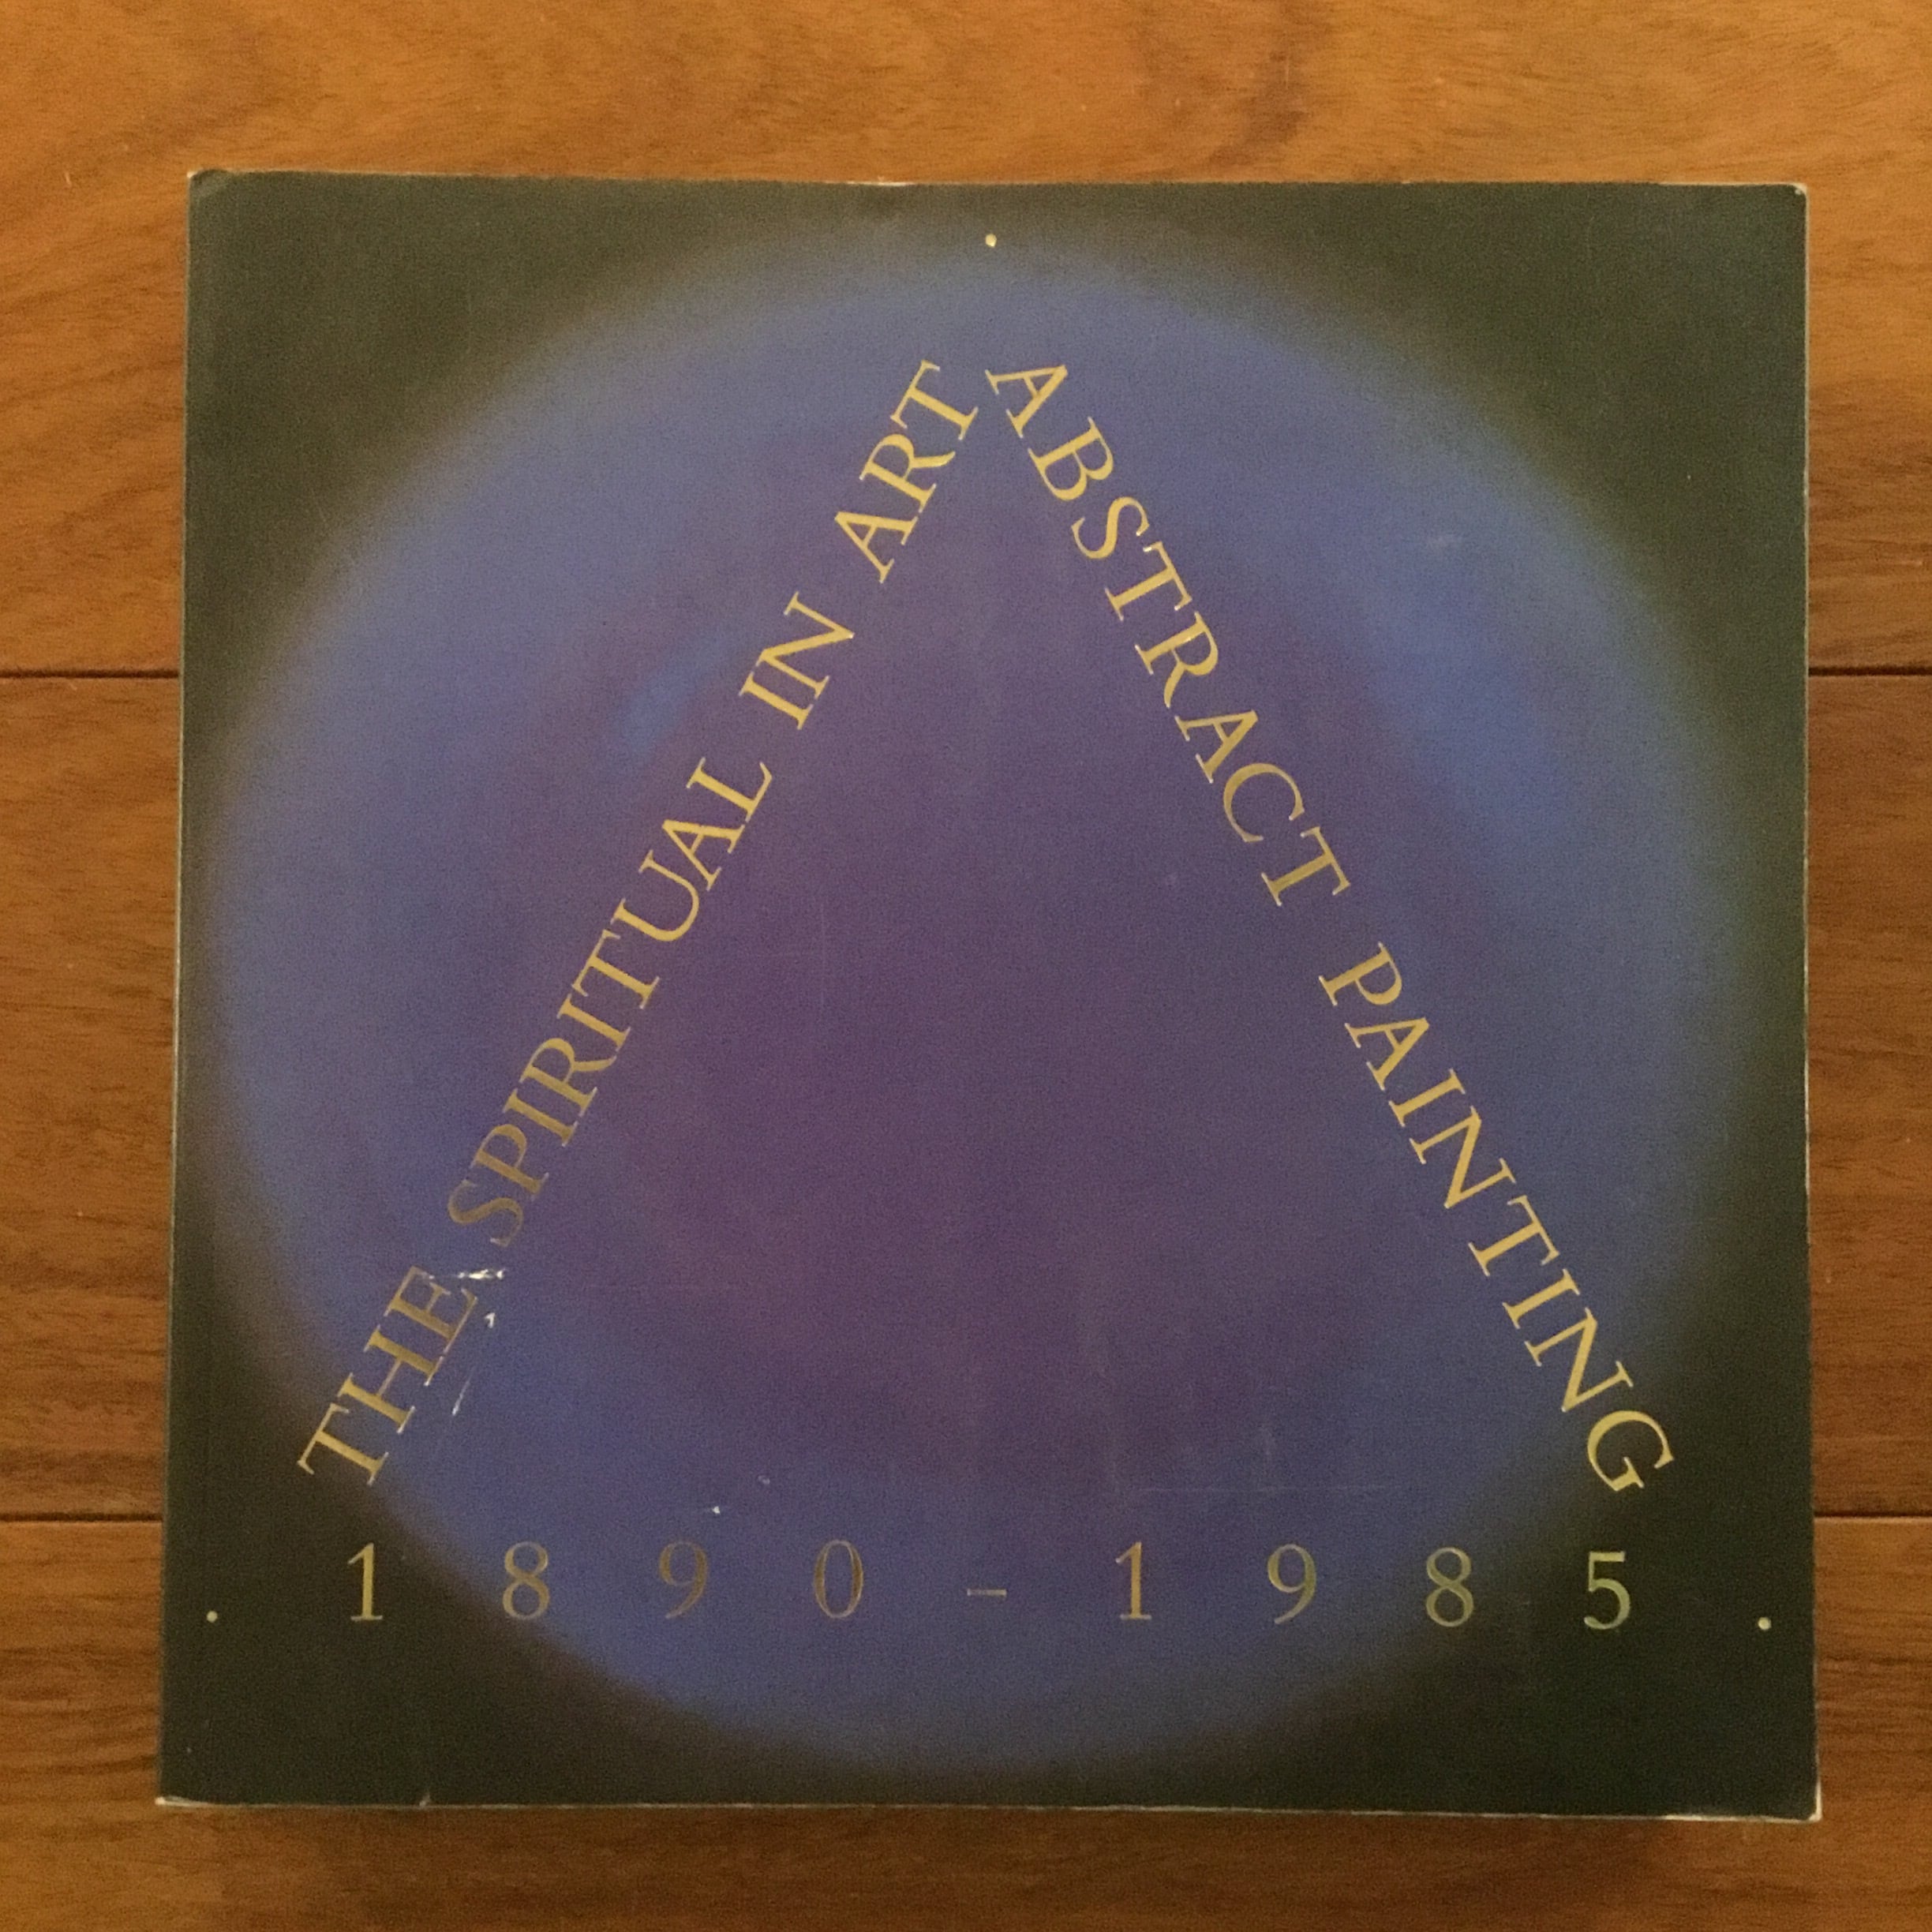 THE SPIRITUAL IN ART
ABSTRACT PAINTING
1890–1985